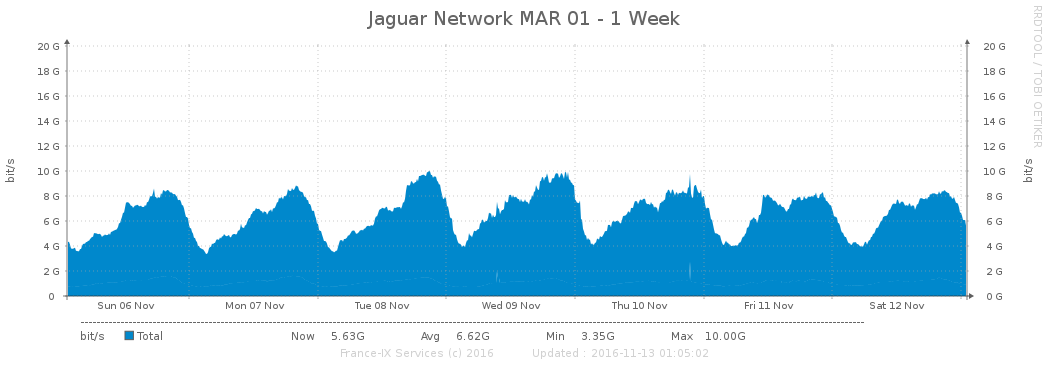 Jaguar Network MAR 01 - 1 Week
RRDTOOL / TOBI OETIKER
bit/s
bit/s
20 G 20 G
18 G 18 G
16 G 16 G
14 G 14 G
12 G 12 G
10 G 10 G
8 G 8 G
6 G 6 G
4 G 4 G
2 G 2 G
0 0 G
Sun 06 Nov Mon 07 Nov Tue 08 Nov Wed 09 Nov Thu 10 Nov Fri 11 Nov Sat 12 Nov
bit/s Total Now 5.63G Avg 6.62G Min 3.35G Max 10.00G
France-IX Services (c) 2016 Updated : 2016-11-13 01:05:02